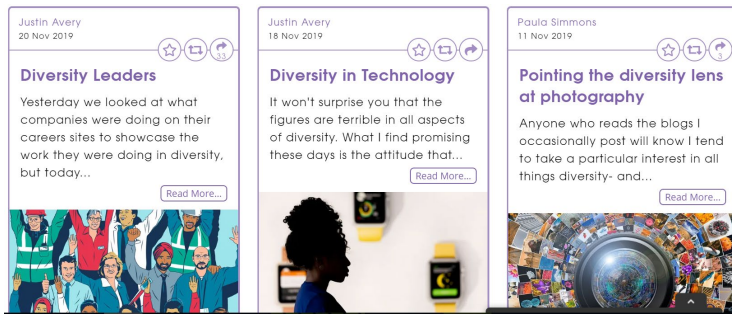 Justin Avery
20 Nov 2019
33
Diversity Leaders
Yesterday we looked at what
companies were doing on their
careers sites to showcase the
work they were doing in diversity,
but today...
Read More...
Justin Avery
18 Nov 2019
Diversity in Technology
It won't surprise you that the
figures are terrible in all aspects
of diversity. What I find promising
these days is the attitude that...
Read More...
Paula Simmons
11 Nov 2019
3
Pointing the diversity lens
at photography
Anyone who reads the blogs I
occasionally post will know I tend
to take a particular interest in all
things diversity- and...
Read More...